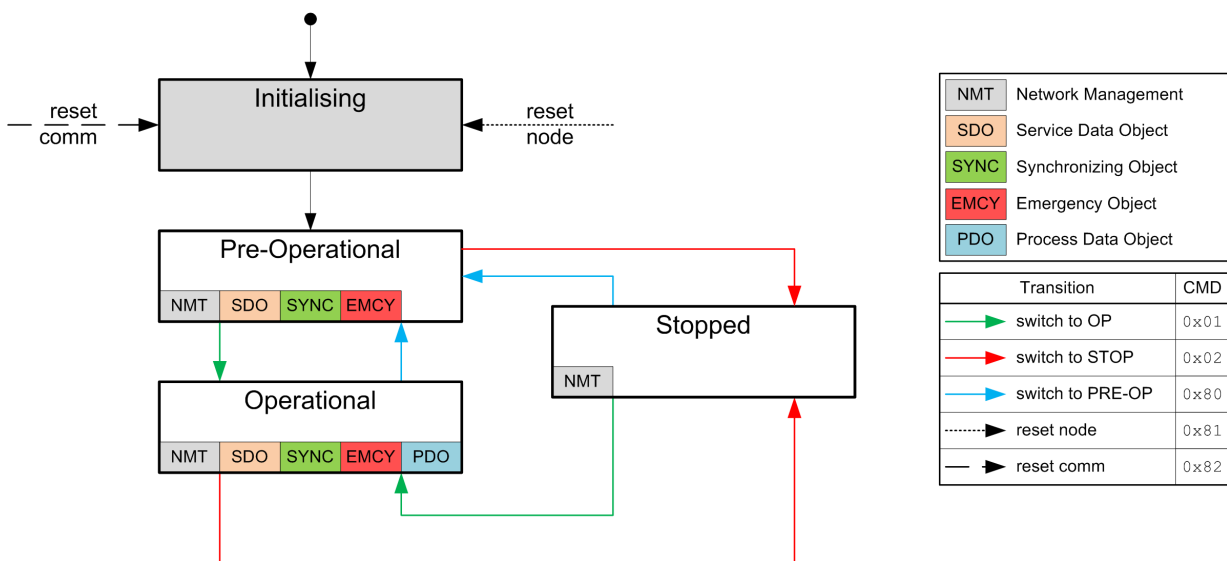 Initialising
reset
comm
reset
node
Pre-Operational
NMT SDO SYNC EMCY
Stopped
NMT
Operational
NMT SDO SYNC EMCY PDO
NMT Network Management
SDO Service Data Object
SYNC Synchronizing Object
EMCY Emergency Object
PDO Process Data Object
Transition CMD
switch to OP 0x01
switch to STOP 0x02
switch to PRE-OP 0x80
reset node 0x81
reset comm 0x82